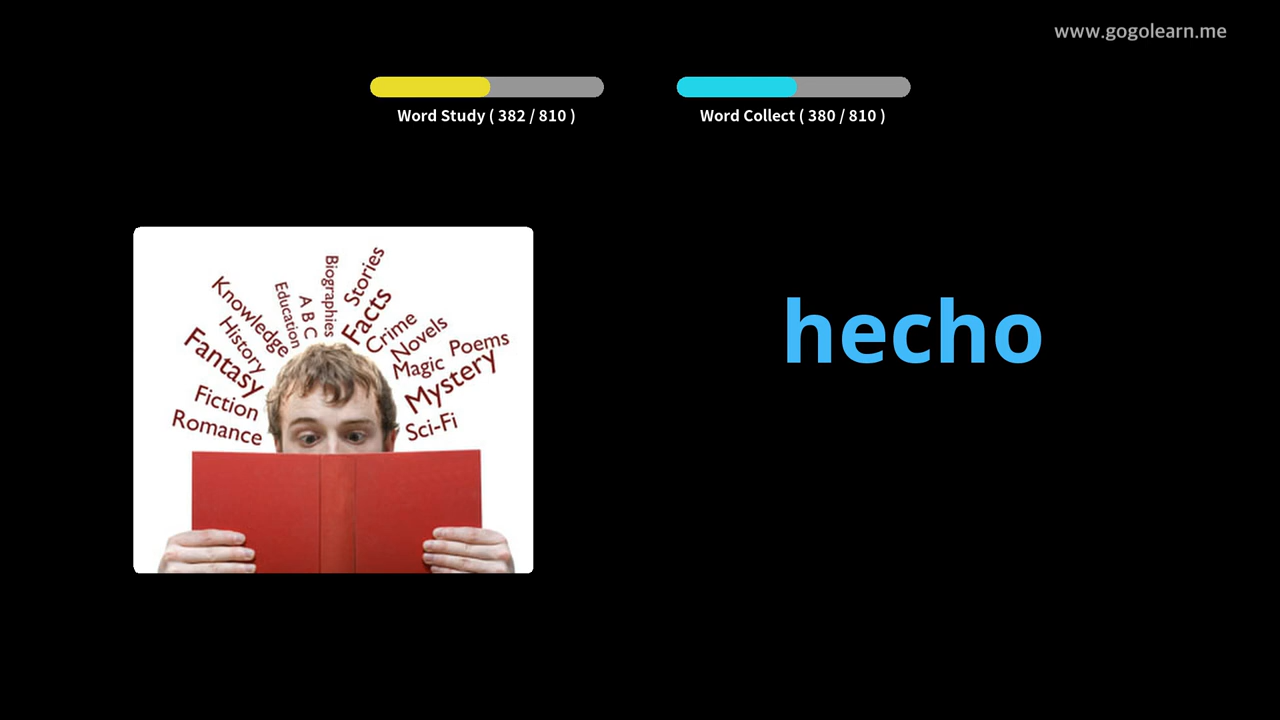 www.gogolearn.me
Word Study ( 382 / 810 )
Word Collect ( 380 / 810 )
Biographies
Stories
Education
A B C
Facts
Knowledge
Crime
History
Novels
Fantasy
Magic
Poems
Mystery
Fiction
Romance
Sci-Fi
hecho